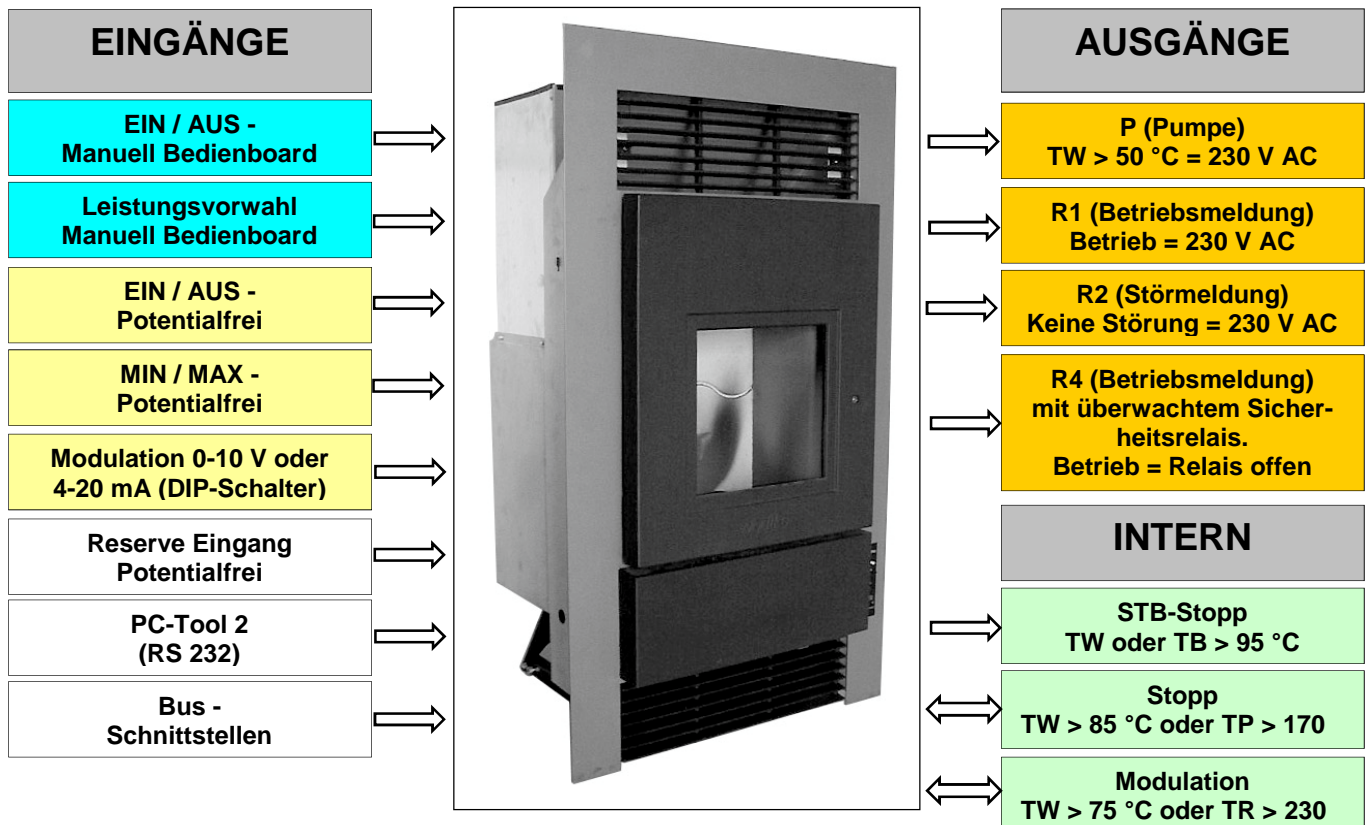 EINGÄNGE
EIN / AUS -
Manuell Bedienboard
Leistungsvorwahl
Manuell Bedienboard
EIN / AUS -
Potentialfrei
MIN / MAX -
Potentialfrei
Modulation 0-10 V oder
4-20 mA (DIP-Schalter)
Reserve Eingang
Potentialfrei
PC-Tool 2
(RS 232)
Bus -
Schnittstellen
AUSGÄNGE
P (Pumpe)
TW > 50 °C = 230 V AC
R1 (Betriebsmeldung)
Betrieb = 230 V AC
R2 (Störmeldung)
Keine Störung = 230 V AC
R4 (Betriebsmeldung)
mit überwachtem Sicher-
heitsrelais.
Betrieb = Relais offen
INTERN
STB-Stopp
TW oder TB > 95 °C
Stopp
TW > 85 °C oder TP > 170
Modulation
TW > 75 °C oder TR > 230